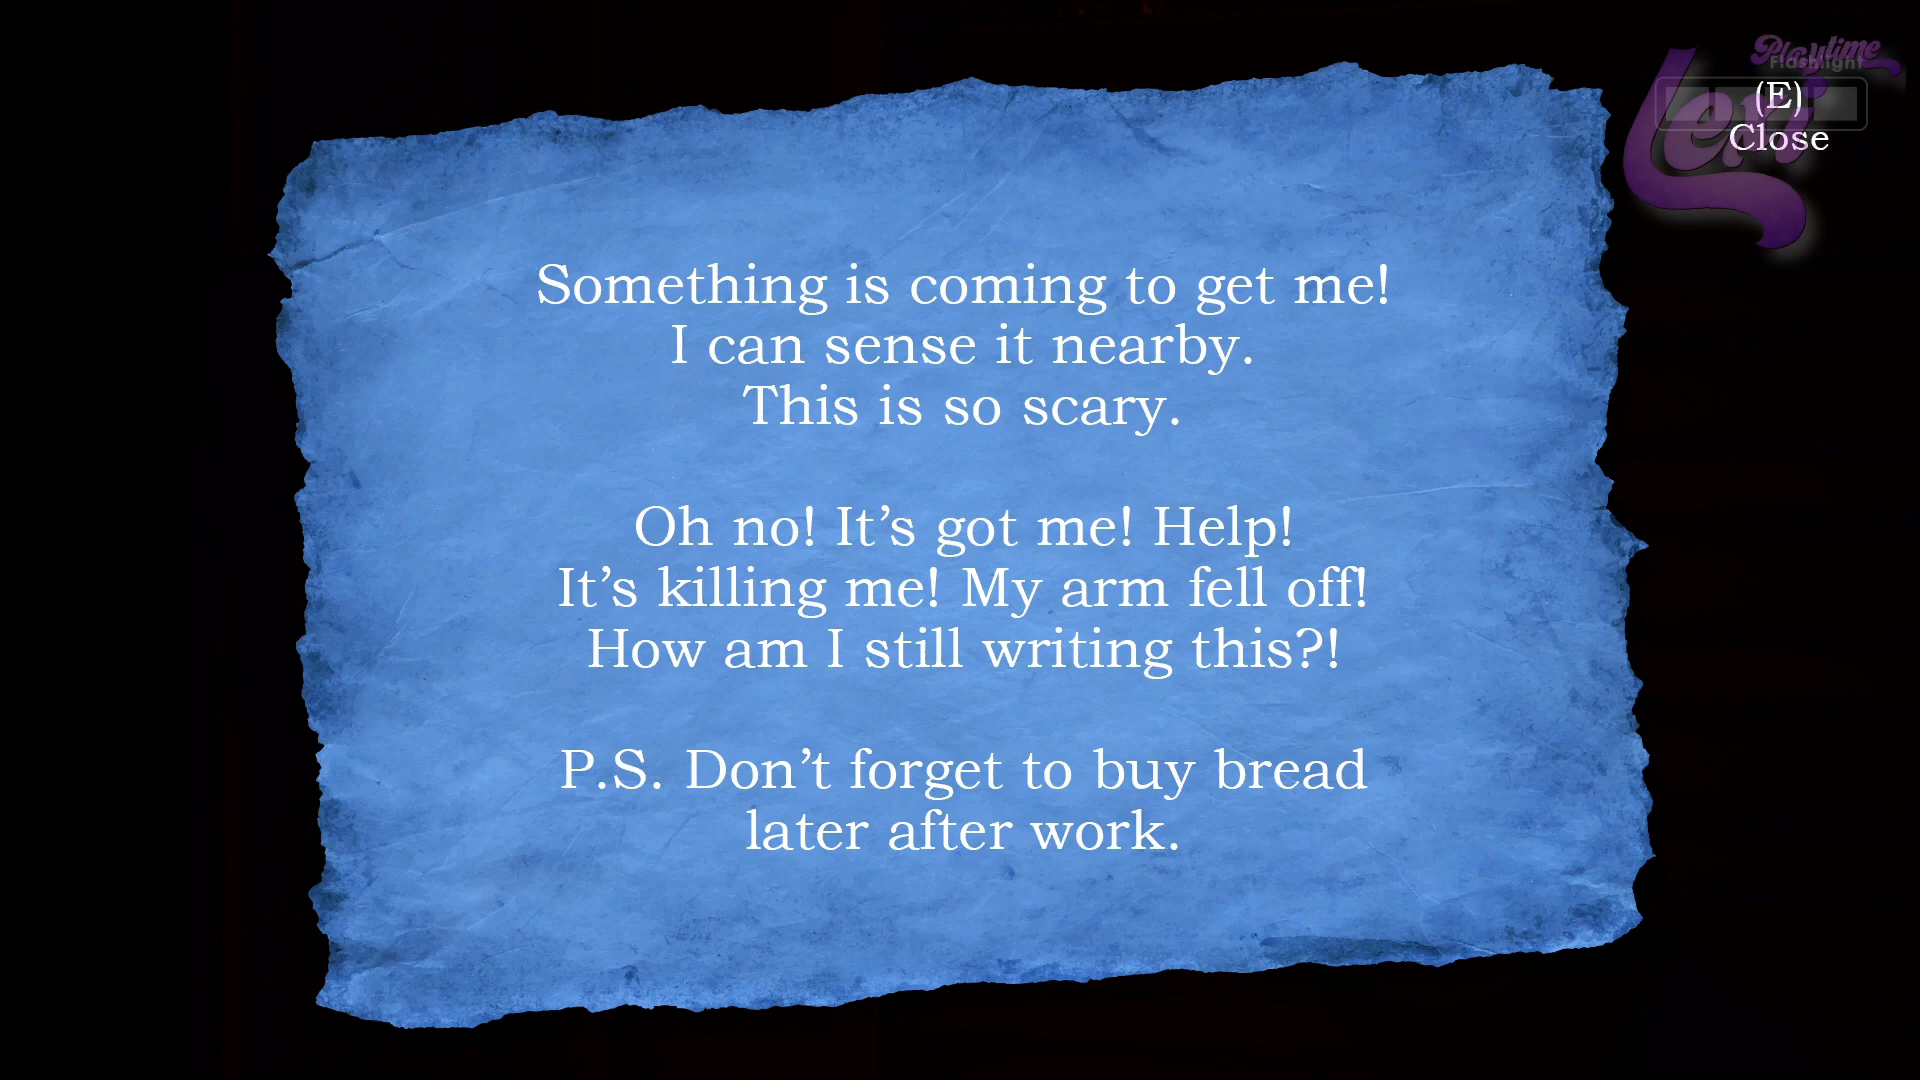 Playtime
Flashlight
(E)
Close
Something is coming to get me!
I can sense it nearby.
This is so scary.
Oh no! It’s got me! Help!
It’s killing me! My arm fell off!
How am I still writing this?!
P.S. Don’t forget to buy bread
later after work.